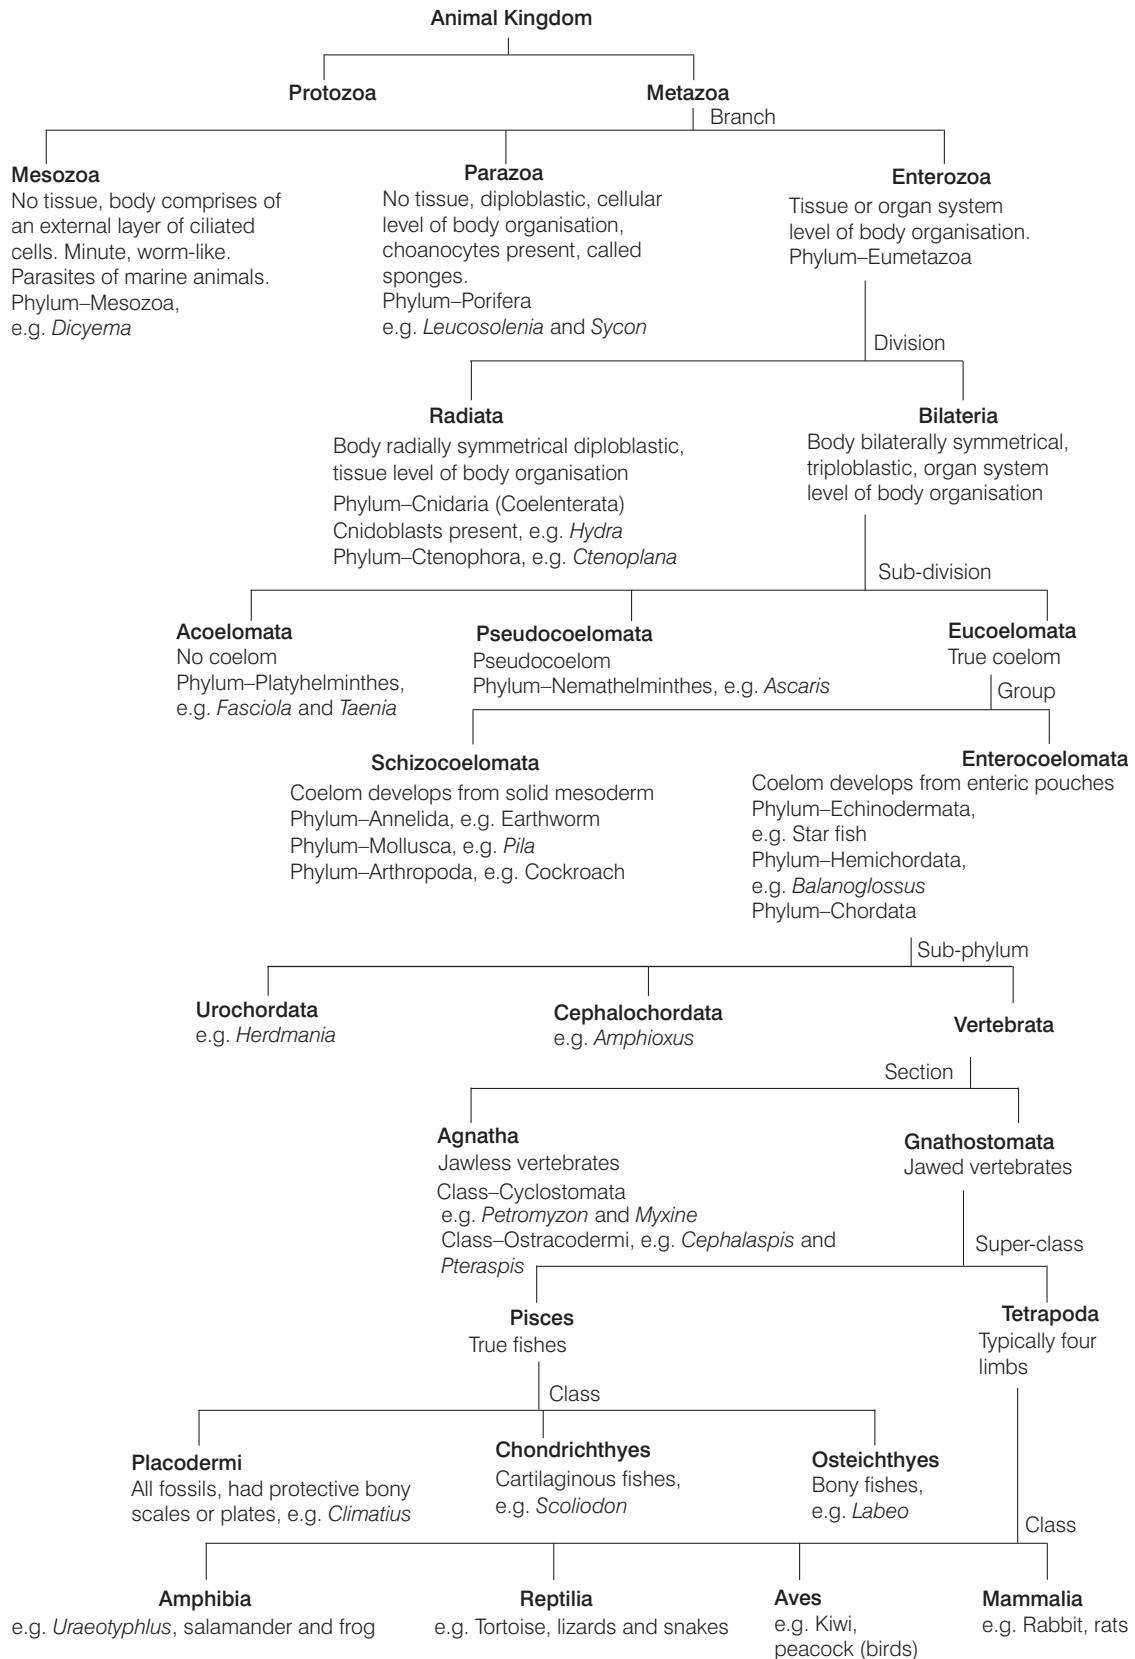 Animal Kingdom
Protozoa
Metazoa
Branch
Mesozoa
No tissue, body comprises of
an external layer of ciliated
cells. Minute, worm-like.
Parasites of marine animals.
Phylum–Mesozoa,
e.g. Dicyema
Parazoa
No tissue, diploblastic, cellular
level of body organisation,
choanocytes present, called
sponges.
Phylum–Porifera
e.g. Leucosolenia and Sycon
Enterozoa
Tissue or organ system
level of body organisation.
Phylum–Eumetazoa
Division
Radiata
Body radially symmetrical diploblastic,
tissue level of body organisation
Phylum–Cnidaria (Coelenterata)
Cnidoblasts present, e.g. Hydra
Phylum–Ctenophora, e.g. Ctenoplana
Bilateria
Body bilaterally symmetrical,
triploblastic, organ system
level of body organisation
Sub-division
Acoelomata
No coelom
Phylum–Platyhelminthes,
e.g. Fasciola and Taenia
Pseudocoelomata
Pseudocoelom
Phylum–Nemathelminthes, e.g. Ascaris
Eucoelomata
True coelom
Group
Schizocoelomata
Coelom develops from solid mesoderm
Phylum–Annelida, e.g. Earthworm
Phylum–Mollusca, e.g. Pila
Phylum–Arthropoda, e.g. Cockroach
Enterocoelomata
Coelom develops from enteric pouches
Phylum–Echinodermata,
e.g. Star fish
Phylum–Hemichordata,
e.g. Balanoglossus
Phylum–Chordata
Sub-phylum
Urochordata
e.g. Herdmania
Cephalochordata
e.g. Amphioxus
Vertebrata
Section
Agnatha
Jawless vertebrates
Class–Cyclostomata
e.g. Petromyzon and Myxine
Class–Ostracodermi, e.g. Cephalaspis and
Pteraspis
Gnathostomata
Jawed vertebrates
Super-class
Pisces
True fishes
Tetrapoda
Typically four
limbs
Class
Placodermi
All fossils, had protective bony
scales or plates, e.g. Climatius
Chondrichthyes
Cartilaginous fishes,
e.g. Scoliodon
Osteichthyes
Bony fishes,
e.g. Labeo
Class
Amphibia
e.g. Uraeotyphlus, salamander and frog
Reptilia
e.g. Tortoise, lizards and snakes
Aves
e.g. Kiwi,
peacock (birds)
Mammalia
e.g. Rabbit, rats